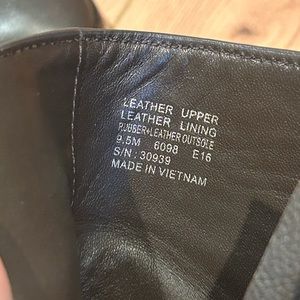 LEATHER UPPER
LEATHER LINING
RUBBER+LEATHER OUTSOLE
9.5M 6098 E16
S/N: 30939
MADE IN VIETNAM